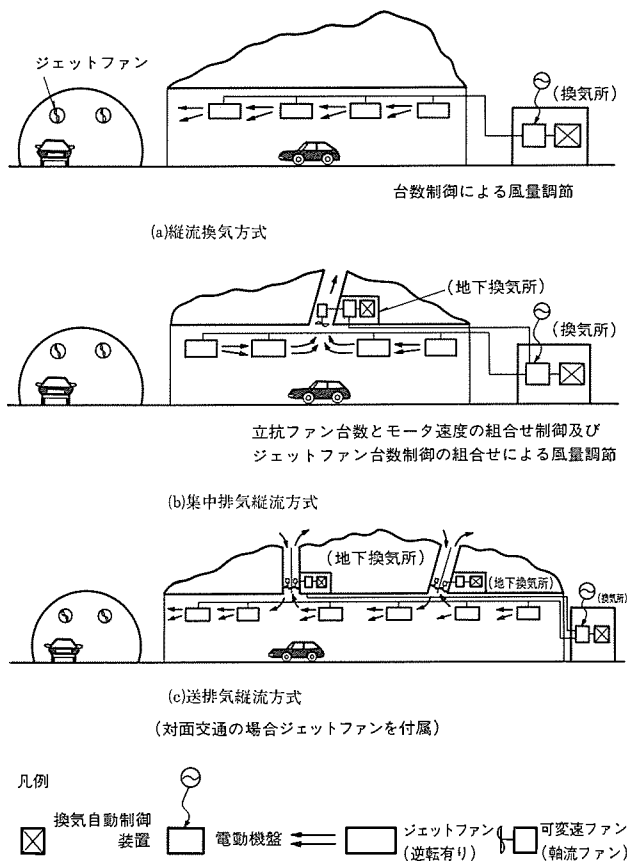 ジェットファン
(換気所)
台数制御による風量調節
(a)縦流換気方式
(地下換気所)
(換気所)
立抗ファン台数とモータ速度の組合せ制御及び
ジェットファン台数制御の組合せによる風量調節
(b)集中排気縦流方式
(地下換気所)
(地下換気所)
(換気所)
(c)送排気縦流方式
(対面交通の場合ジェットファンを付属)
凡例
換気自動制御
装置
電動機盤
ジェットファン
(逆転有り)
可変速ファン
(軸流ファン)